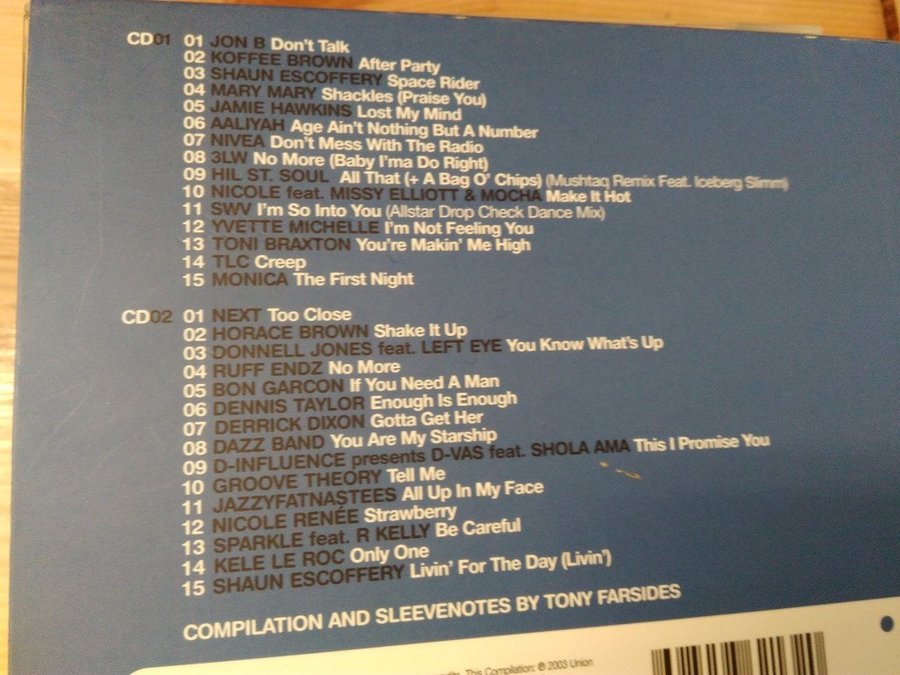 CD01 01 JON B Don't Talk
02 KOFFEE BROWN After Party
03 SHAUN ESCOFFERY Space Rider
04 MARY MARY Shackles (Praise You)
05 JAMIE HAWKINS Lost My Mind
06 AALIYAH Age Ain't Nothing But A Number
07 NIVEA Don't Mess With The Radio
08 3LW No More (Baby I'ma Do Right)
09 HIL ST. SOUL All That (+ A Bag O' Chips) (Mushtaq Remix Feat. Iceberg Slimm)
10 NICOLE feat. MISSY ELLIOTT & MOCHA Make It Hot
11 SWV I'm So Into You (Allstar Drop Check Dance Mix)
12 YVETTE MICHELLE I'm Not Feeling You
13 TONI BRAXTON You're Makin' Me High
14 TLC Creep
15 MONICA The First Night
CD02 01 NEXT Too Close
02 HORACE BROWN Shake It Up
03 DONNELL JONES feat. LEFT EYE You Know What's Up
04 RUFF ENDZ No More
05 BON GARCON If You Need A Man
06 DENNIS TAYLOR Enough Is Enough
07 DERRICK DIXON Gotta Get Her
08 DAZZ BAND You Are My Starship
09 D-INFLUENCE presents D-VAS feat. SHOLA AMA This I Promise You
10 GROOVE THEORY Tell Me
11 JAZZYFATNASTEES All Up In My Face
12 NICOLE RENÉE Strawberry
13 SPARKLE feat. R KELLY Be Careful
14 KELE LE ROC Only One
15 SHAUN ESCOFFERY Livin' For The Day (Livin')
COMPILATION AND SLEEVENOTES BY TONY FARSIDES
This Compilation: ℗ 2003 Union